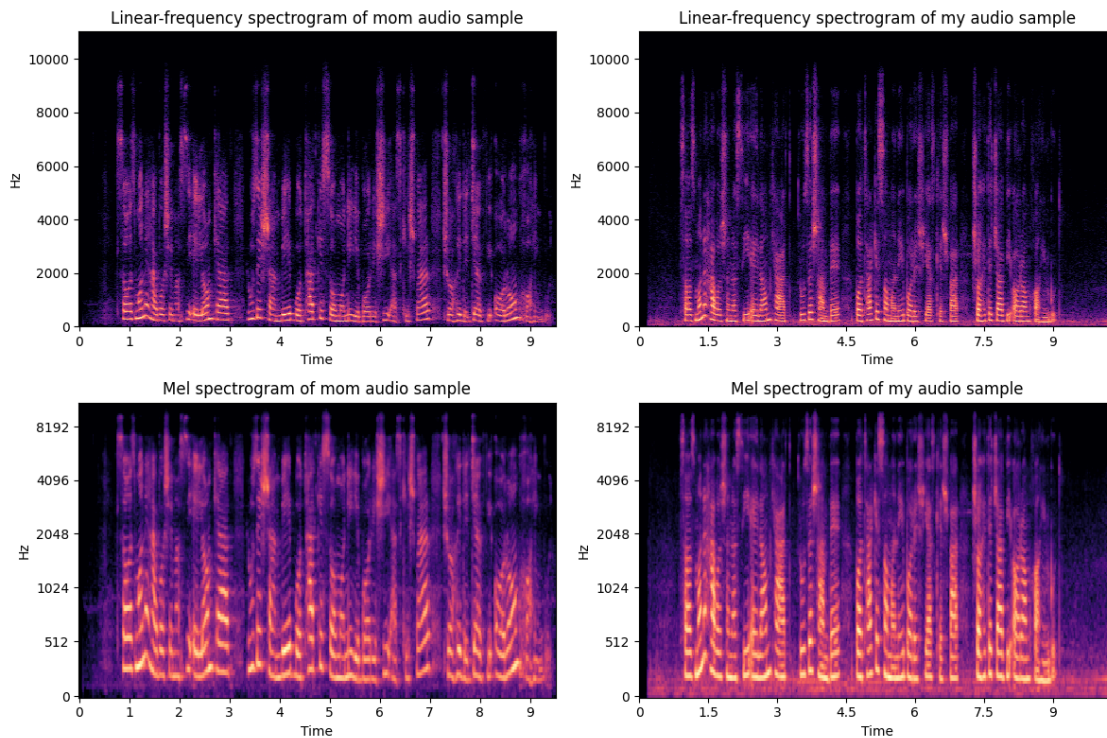 Linear-frequency spectrogram of mom audio sample
10000
8000
6000
4000
2000
0
Hz
0 1 2 3 4 5 6 7 8 9
Time
Linear-frequency spectrogram of my audio sample
10000
8000
6000
4000
2000
0
Hz
0 1.5 3 4.5 6 7.5 9
Time
Mel spectrogram of mom audio sample
8192
4096
2048
1024
512
0
Hz
0 1 2 3 4 5 6 7 8 9
Time
Mel spectrogram of my audio sample
8192
4096
2048
1024
512
0
Hz
0 1.5 3 4.5 6 7.5 9
Time